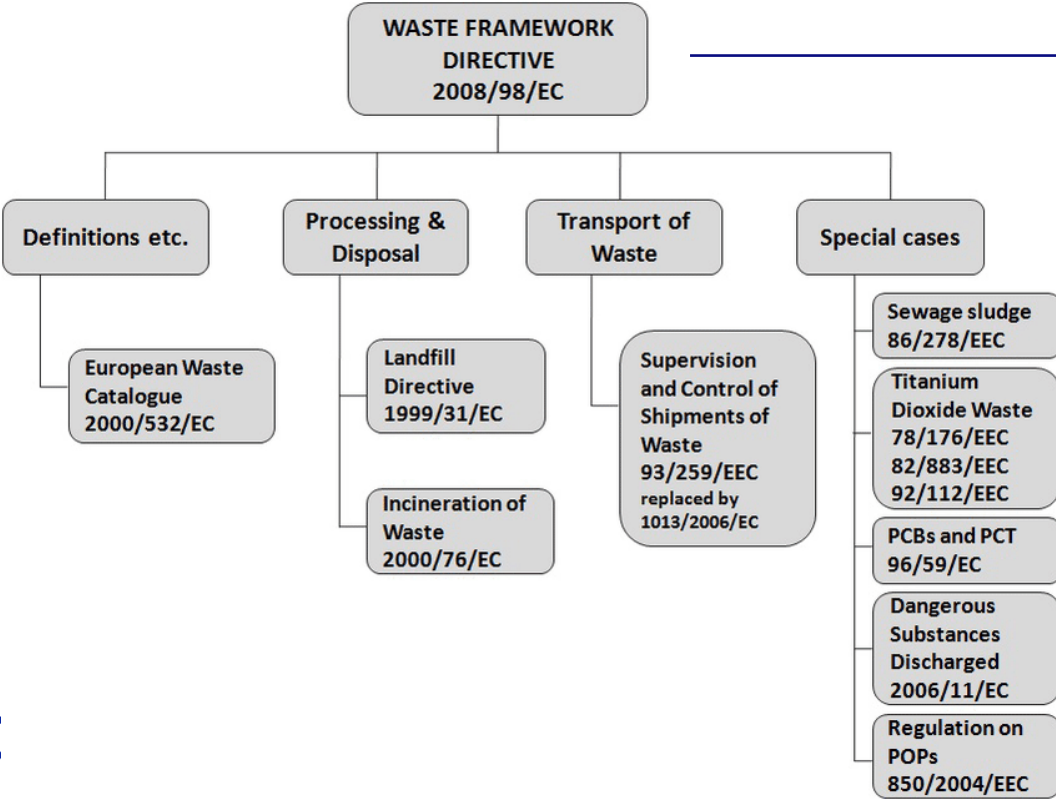 WASTE FRAMEWORK
DIRECTIVE
2008/98/EC
Definitions etc.
Processing &
Disposal
Transport of
Waste
Special cases
European Waste
Catalogue
2000/532/EC
Landfill
Directive
1999/31/EC
Incineration of
Waste
2000/76/EC
Supervision
and Control of
Shipments of
Waste
93/259/EEC
replaced by
1013/2006/EC
Sewage sludge
86/278/EEC
Titanium
Dioxide Waste
78/176/EEC
82/883/EEC
92/112/EEC
PCBs and PCT
96/59/EC
Dangerous
Substances
Discharged
2006/11/EC
Regulation on
POPs
850/2004/EEC